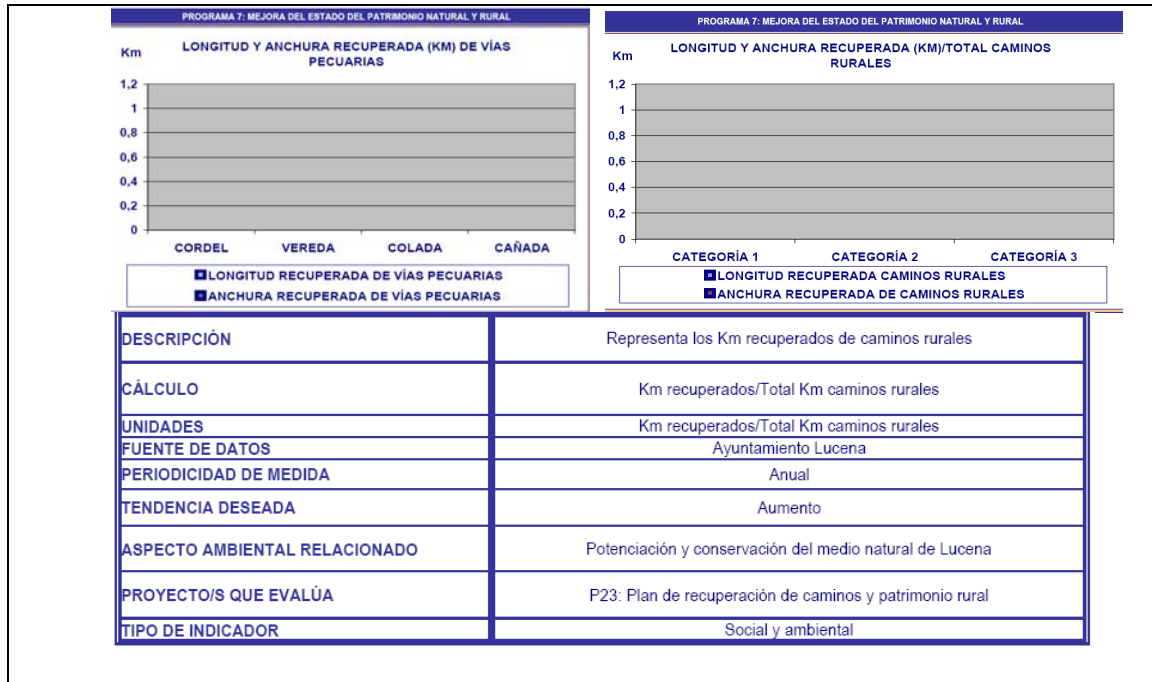 PROGRAMA 7: MEJORA DEL ESTADO DEL PATRIMONIO NATURAL Y RURAL
Km
LONGITUD Y ANCHURA RECUPERADA (KM) DE VÍAS
PECUARIAS
1,2
1
0,8
0,6
0,4
0,2
0
CORDEL VEREDA COLADA CAÑADA
LONGITUD RECUPERADA DE VÍAS PECUARIAS
ANCHURA RECUPERADA DE VÍAS PECUARIAS
PROGRAMA 7: MEJORA DEL ESTADO DEL PATRIMONIO NATURAL Y RURAL
Km
LONGITUD Y ANCHURA RECUPERADA (KM)/TOTAL CAMINOS
RURALES
1,2
1
0,8
0,6
0,4
0,2
0
CATEGORÍA 1 CATEGORÍA 2 CATEGORÍA 3
LONGITUD RECUPERADA CAMINOS RURALES
ANCHURA RECUPERADA DE CAMINOS RURALES
DESCRIPCIÓN Representa los Km recuperados de caminos rurales
CÁLCULO Km recuperados/Total Km caminos rurales
UNIDADES Km recuperados/Total Km caminos rurales
FUENTE DE DATOS Ayuntamiento Lucena
PERIODICIDAD DE MEDIDA Anual
TENDENCIA DESEADA Aumento
ASPECTO AMBIENTAL RELACIONADO Potenciación y conservación del medio natural de Lucena
PROYECTO/S QUE EVALÚA P23: Plan de recuperación de caminos y patrimonio rural
TIPO DE INDICADOR Social y ambiental